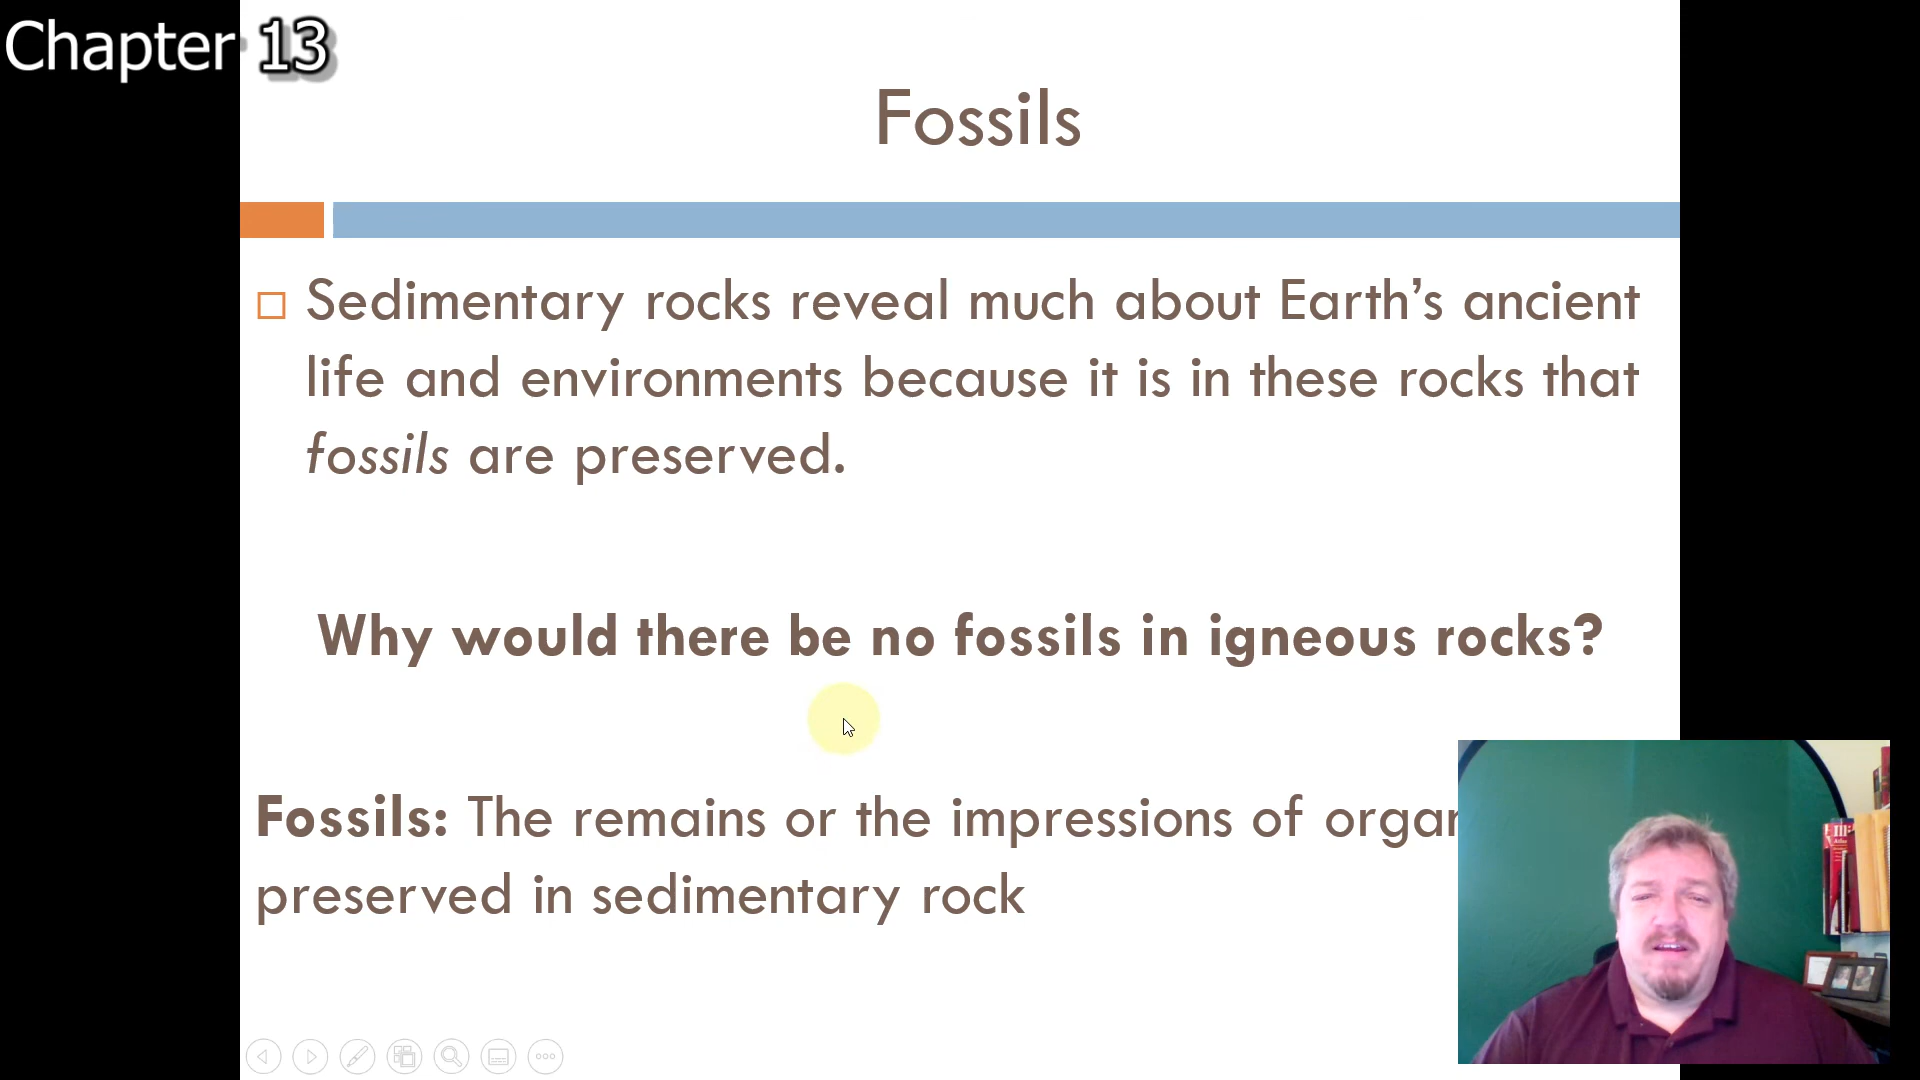 Chapter 13
Fossils
Sedimentary rocks reveal much about Earth’s ancient
life and environments because it is in these rocks that
fossils are preserved.
Why would there be no fossils in igneous rocks?
Fossils: The remains or the impressions of organ
preserved in sedimentary rock